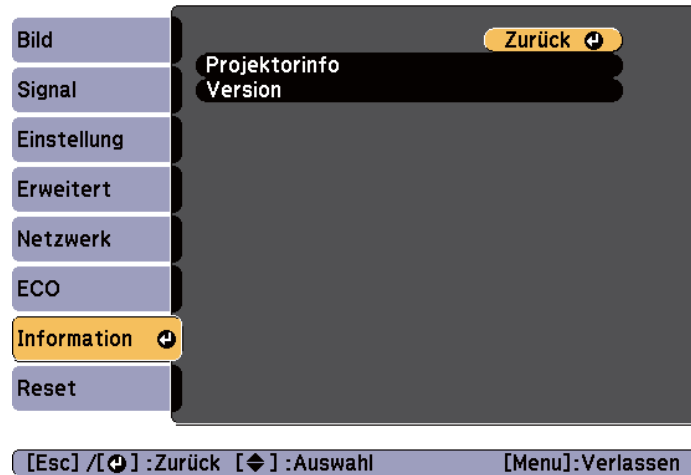 Bild
Signal
Einstellung
Erweitert
Netzwerk
ECO
Information
Reset
Zurück
Projektorinfo
Version
[Esc] /[ ] :Zurück [ ] :Auswahl [Menu]:Verlassen